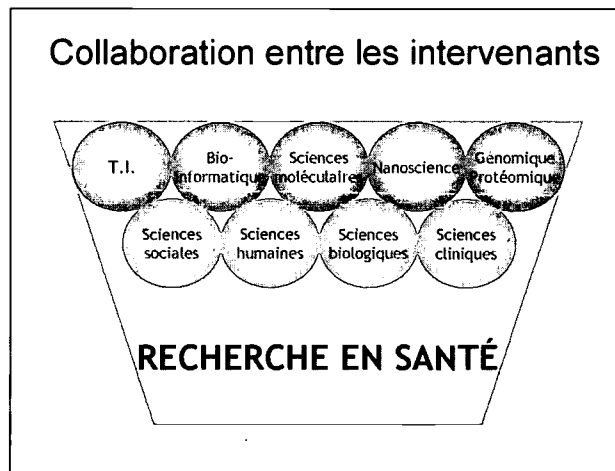 Collaboration entre les intervenants
T.I.
Bio-
Informatique
Sciences
moléculaires
Nanoscience
Génomique
Protéomique
Sciences
sociales
Sciences
humaines
Sciences
biologiques
Sciences
cliniques
RECHERCHE EN SANTÉ